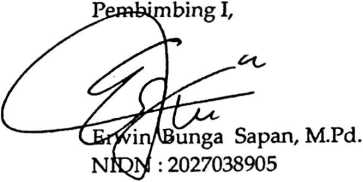 Pembimbing I,
Erwin Bunga Sapan, M.Pd.
NIDN : 2027038905